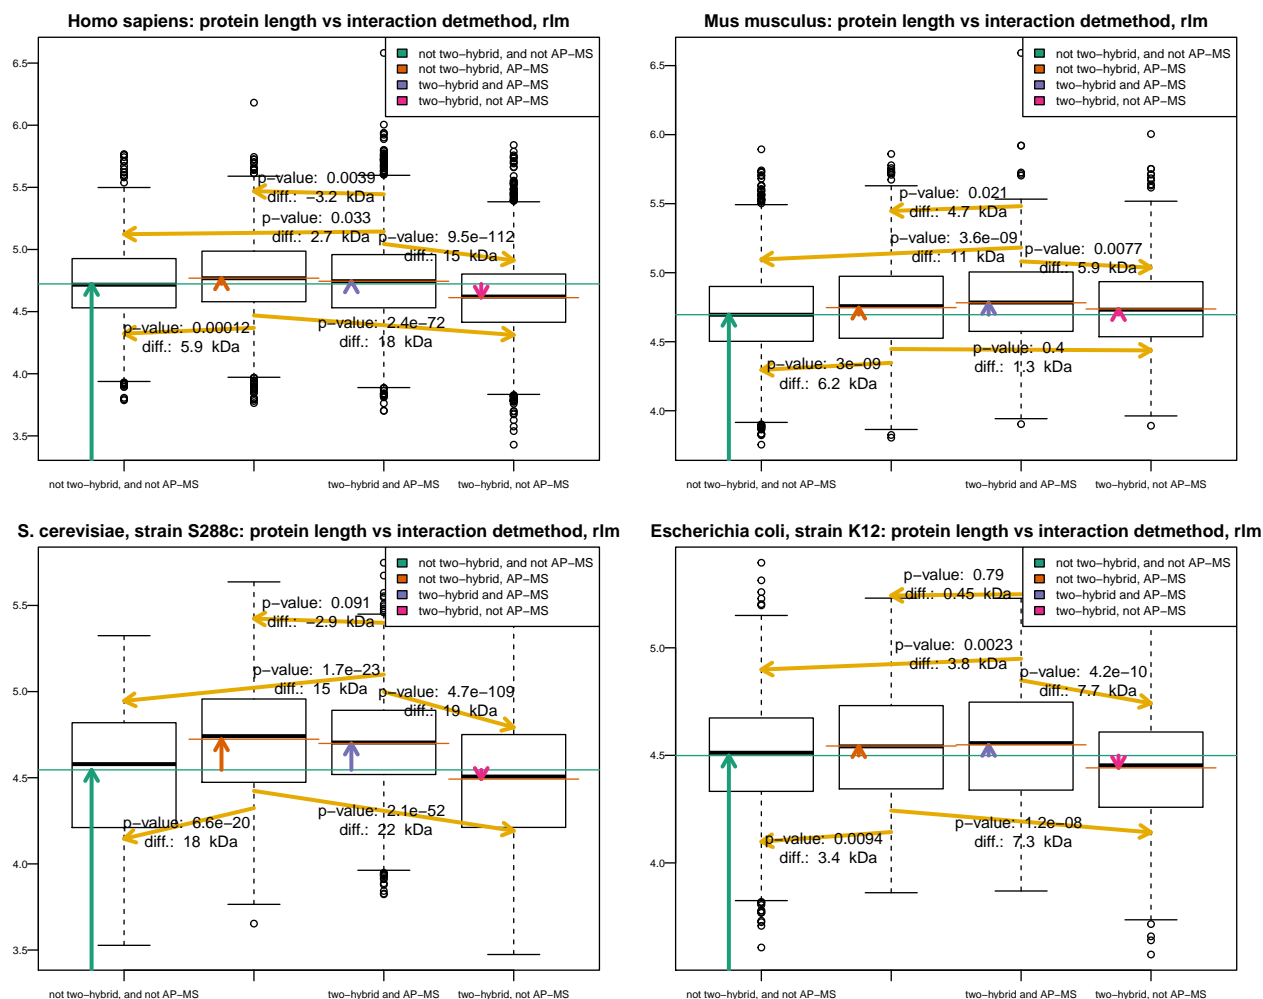 Homo sapiens: protein length vs interaction detmethod, rlm
not two−hybrid, and not AP−MS
not two−hybrid, AP−MS
two−hybrid and AP−MS
two−hybrid, not AP−MS
6.5
6.0
5.5
5.0
4.5
4.0
3.5
p−value: 0.0039
diff.: −3.2 kDa
p−value: 0.033
diff.: 2.7 kDa
p−value: 9.5e−112
diff.: 15 kDa
p−value: 0.00012
diff.: 5.9 kDa
p−value: 2.4e−72
diff.: 18 kDa
not two−hybrid, and not AP−MS
two−hybrid and AP−MS
two−hybrid, not AP−MS
Mus musculus: protein length vs interaction detmethod, rlm
not two−hybrid, and not AP−MS
not two−hybrid, AP−MS
two−hybrid and AP−MS
two−hybrid, not AP−MS
6.5
6.0
5.5
5.0
4.5
4.0
p−value: 0.021
diff.: 4.7 kDa
p−value: 3.6e−09
diff.: 11 kDa
p−value: 0.0077
diff.: 5.9 kDa
p−value: 3e−09
diff.: 6.2 kDa
p−value: 0.4
diff.: 1.3 kDa
not two−hybrid, and not AP−MS
two−hybrid and AP−MS
two−hybrid, not AP−MS
S. cerevisiae, strain S288c: protein length vs interaction detmethod, rlm
not two−hybrid, and not AP−MS
not two−hybrid, AP−MS
two−hybrid and AP−MS
two−hybrid, not AP−MS
5.5
5.0
4.5
4.0
3.5
p−value: 0.091
diff.: −2.9 kDa
p−value: 1.7e−23
diff.: 15 kDa
p−value: 4.7e−109
diff.: 19 kDa
p−value: 6.6e−20
diff.: 18 kDa
p−value: 2.1e−52
diff.: 22 kDa
not two−hybrid, and not AP−MS
two−hybrid and AP−MS
two−hybrid, not AP−MS
Escherichia coli, strain K12: protein length vs interaction detmethod, rlm
not two−hybrid, and not AP−MS
not two−hybrid, AP−MS
two−hybrid and AP−MS
two−hybrid, not AP−MS
5.0
4.5
4.0
p−value: 0.79
diff.: 0.45 kDa
p−value: 0.0023
diff.: 3.8 kDa
p−value: 4.2e−10
diff.: 7.7 kDa
p−value: 0.0094
diff.: 3.4 kDa
p−value: 1.2e−08
diff.: 7.3 kDa
not two−hybrid, and not AP−MS
two−hybrid and AP−MS
two−hybrid, not AP−MS